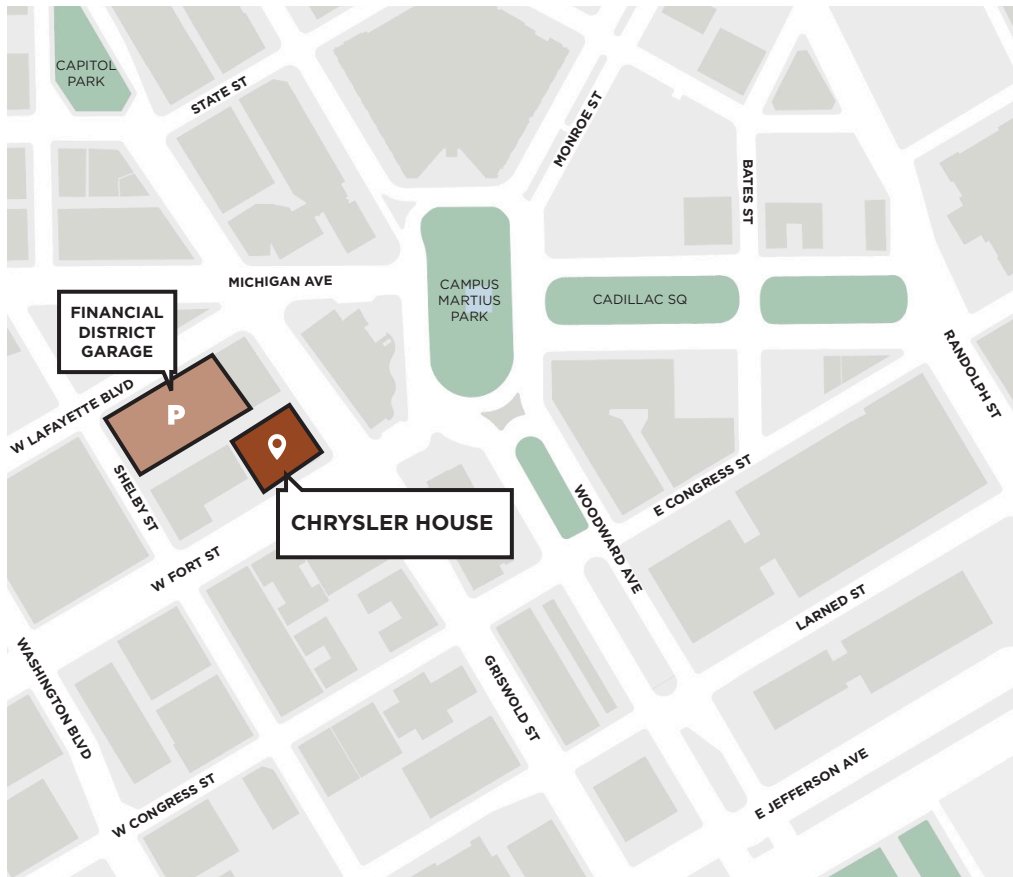 CAPITOL
PARK
STATE ST
MONROE ST
BATES ST
MICHIGAN AVE
CAMPUS
MARTIUS
PARK
CADILLAC SQ
FINANCIAL
DISTRICT
GARAGE
RANDOLPH ST
W LAFAYETTE BLVD
P
SHELBY ST
CHRYSLER HOUSE
E CONGRESS ST
WOODWARD AVE
W FORT ST
LARNED ST
WASHINGTON BLVD
GRISWOLD ST
W CONGRESS ST
E JEFFERSON AVE